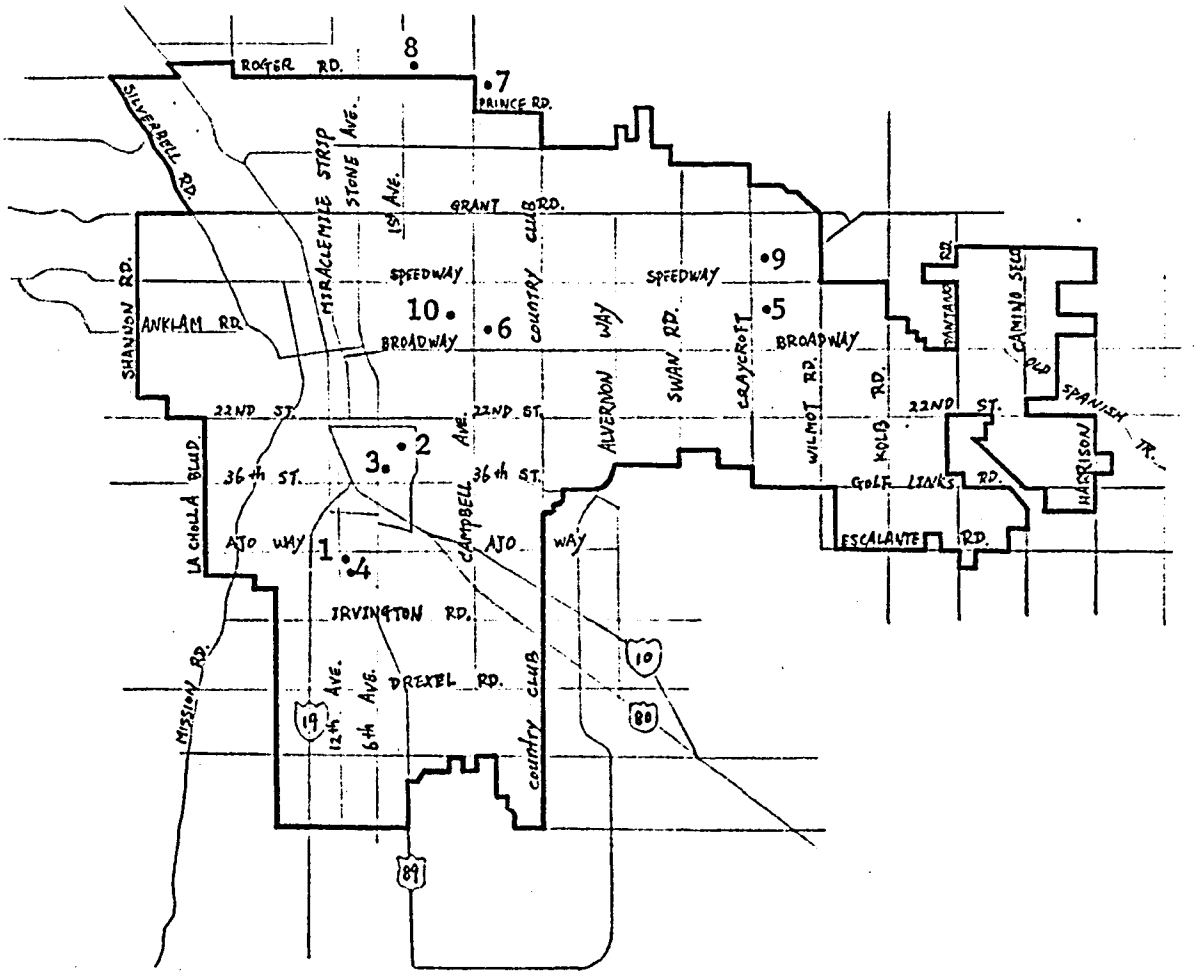 8
ROGER RD.
7
PRINCE RD.
SILVERBELL RD.
MIRACLEMILE STRIP
STONE AVE.
1st AVE.
GRANT RD.
COUNTRY CLUB
SHANNON RD.
SPEEDWAY
SPEEDWAY
9
PANTANO RD.
CAMINO SECO
ANKLAM RD.
10
6
5
BROADWAY
BROADWAY
ALVERNON WAY
SWAN RD.
CRAYCROFT
WILMOT RD.
KOLB RD.
OLD SPANISH TR.
22ND ST.
22ND ST.
22ND ST.
LA CHOLLA BLVD.
2
3
CAMPBELL AVE
36th ST.
36th ST.
GOLF LINKS RD.
HARRISON
AJO WAY
AJO WAY
ESCALANTE RD.
1
4
IRVINGTON RD.
MISSION RD.
12th AVE.
6th AVE.
DREXEL RD.
COUNTRY CLUB
10
19
80
89